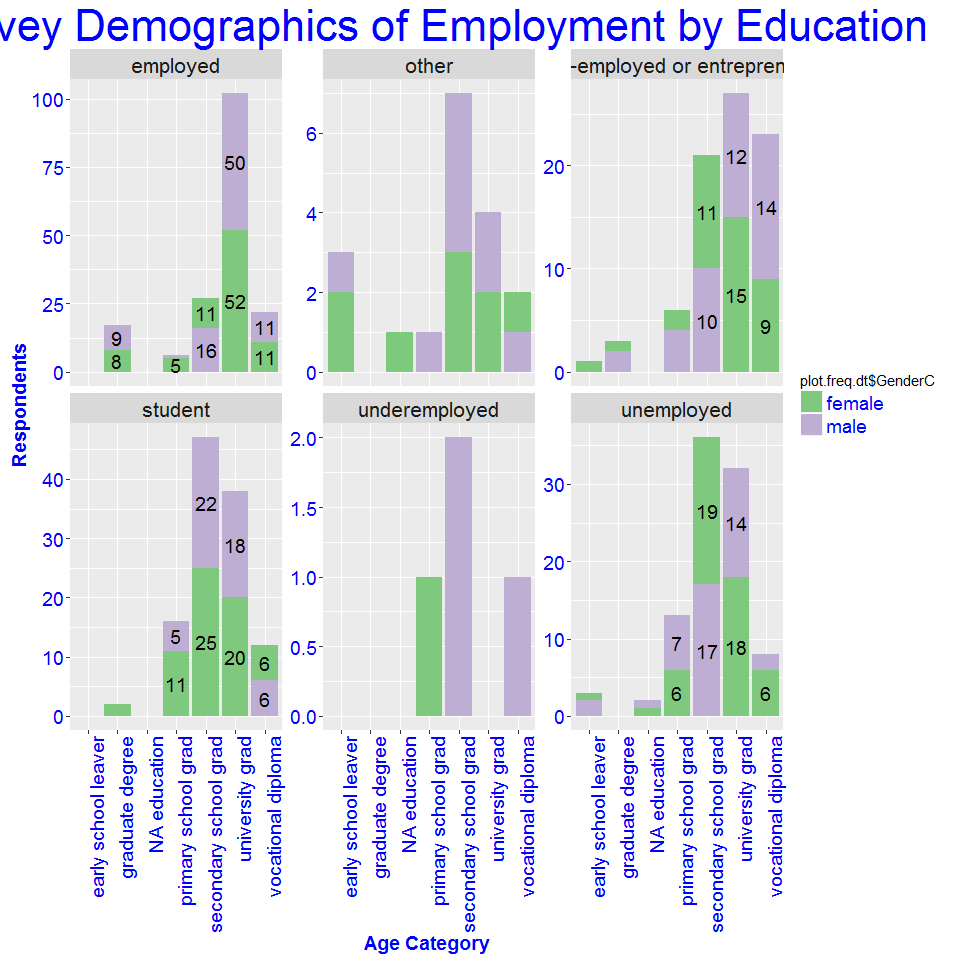 vey Demographics of Employment by Education
employed
other
-employed or entrepren
100
75
50
25
0
50
52
9
8
5
11
16
11
11
6
4
2
0
20
10
0
11
10
12
15
14
9
Respondents
student
underemployed
unemployed
40
30
20
10
0
5
11
22
25
18
20
6
6
2.0
1.5
1.0
0.5
0.0
30
20
10
0
7
6
19
17
14
18
6
plot.freq.dt$GenderC
female
male
early school leaver
graduate degree
NA education
primary school grad
secondary school grad
university grad
vocational diploma
early school leaver
graduate degree
NA education
primary school grad
secondary school grad
university grad
vocational diploma
early school leaver
graduate degree
NA education
primary school grad
secondary school grad
university grad
vocational diploma
Age Category